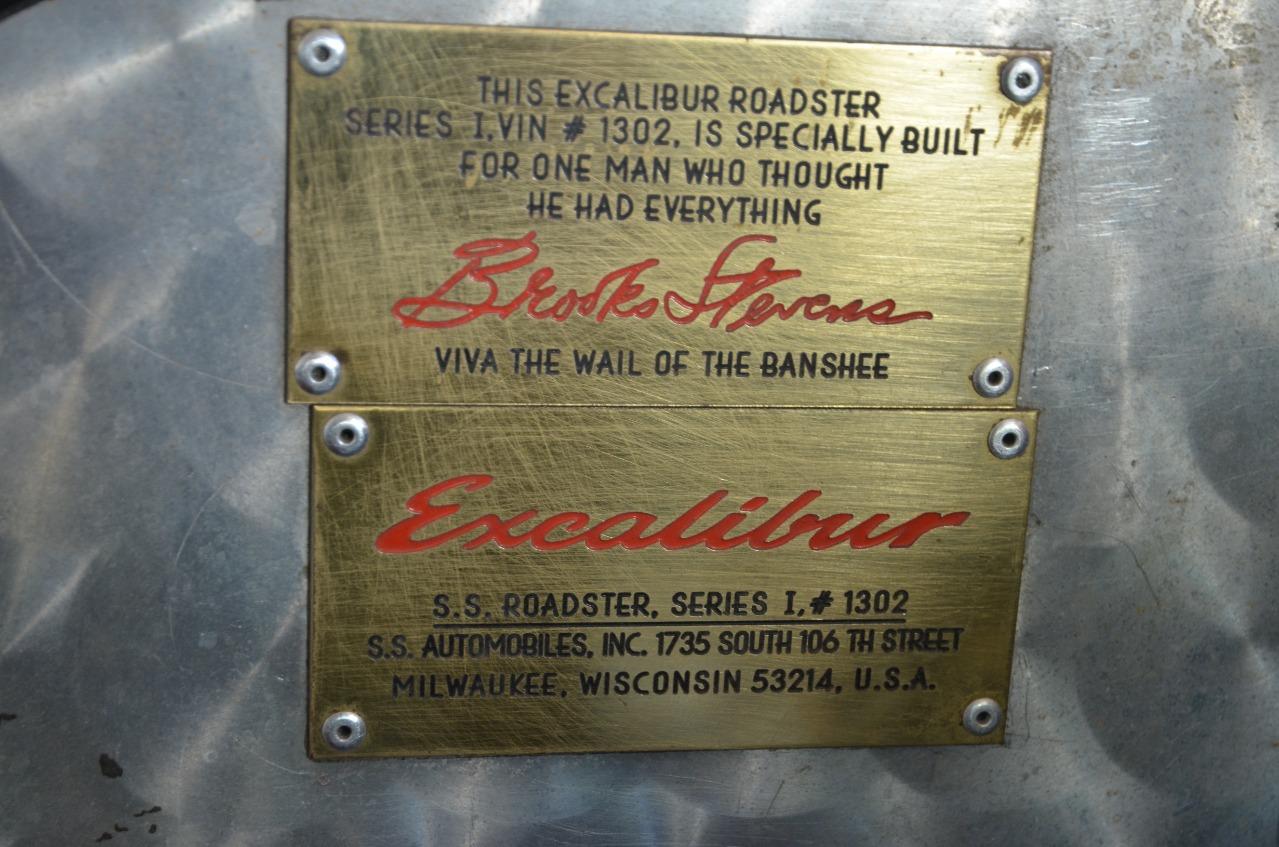 THIS EXCALIBUR ROADSTER
SERIES I, VIN # 1302, IS SPECIALLY BUILT
FOR ONE MAN WHO THOUGHT
HE HAD EVERYTHING
Brooks Stevens
VIVA THE WAIL OF THE BANSHEE
Excalibur
S.S. ROADSTER, SERIES I, # 1302
S.S. AUTOMOBILES, INC. 1735 SOUTH 106 TH STREET
MILWAUKEE, WISCONSIN 53214, U.S.A.